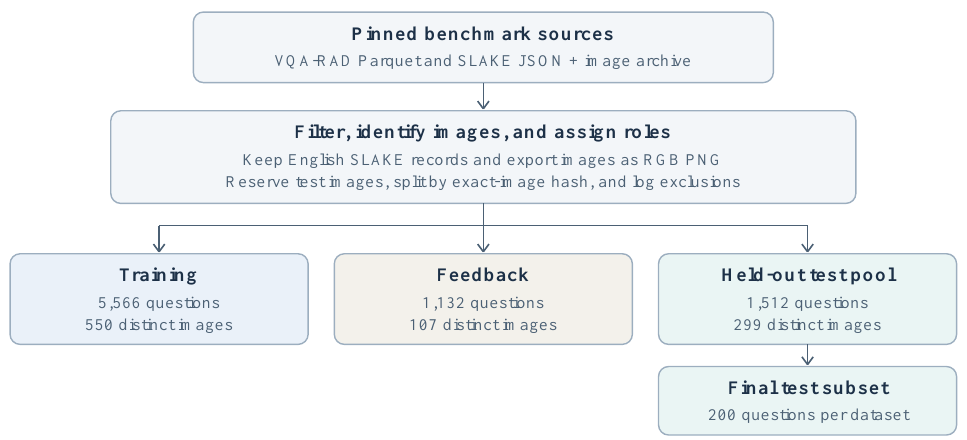 Pinned benchmark sources
VQA-RAD Parquet and SLAKE JSON + image archive
Filter, identify images, and assign roles
Keep English SLAKE records and export images as RGB PNG
Reserve test images, split by exact-image hash, and log exclusions
Training
5,566 questions
550 distinct images
Feedback
1,132 questions
107 distinct images
Held-out test pool
1,512 questions
299 distinct images
Final test subset
200 questions per dataset